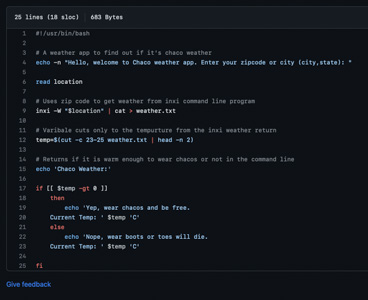 25 lines (18 sloc) 683 Bytes
1 #!/usr/bin/bash
2
3 # A weather app to find out if it's chaco weather
4 echo -n "Hello, welcome to Chaco weather app. Enter your zipcode or city (city,state): "
5
6 read location
7
8 # Uses zip code to get weather from inxi command line program
9 inxi -W "$location" | cat > weather.txt
10
11 # Varibale cuts only to the tempurture from the inxi weather return
12 temp=$(cut -c 23-25 weather.txt | head -n 2)
13
14 # Returns if it is warm enough to wear chacos or not in the command line
15 echo 'Chaco Weather:'
16
17 if [[ $temp -gt 0 ]]
18 then
19 echo 'Yep, wear chacos and be free.
20 Current Temp: ' $temp 'C'
21 else
22 echo 'Nope, wear boots or toes will die.
23 Current Temp: ' $temp 'C'
24
25 fi
Give feedback